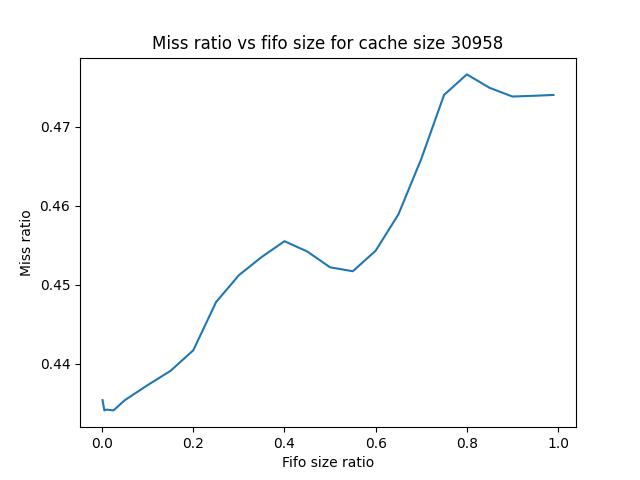 Miss ratio vs fifo size for cache size 30958
0.47
0.46
0.45
0.44
Miss ratio
0.0 0.2 0.4 0.6 0.8 1.0
Fifo size ratio